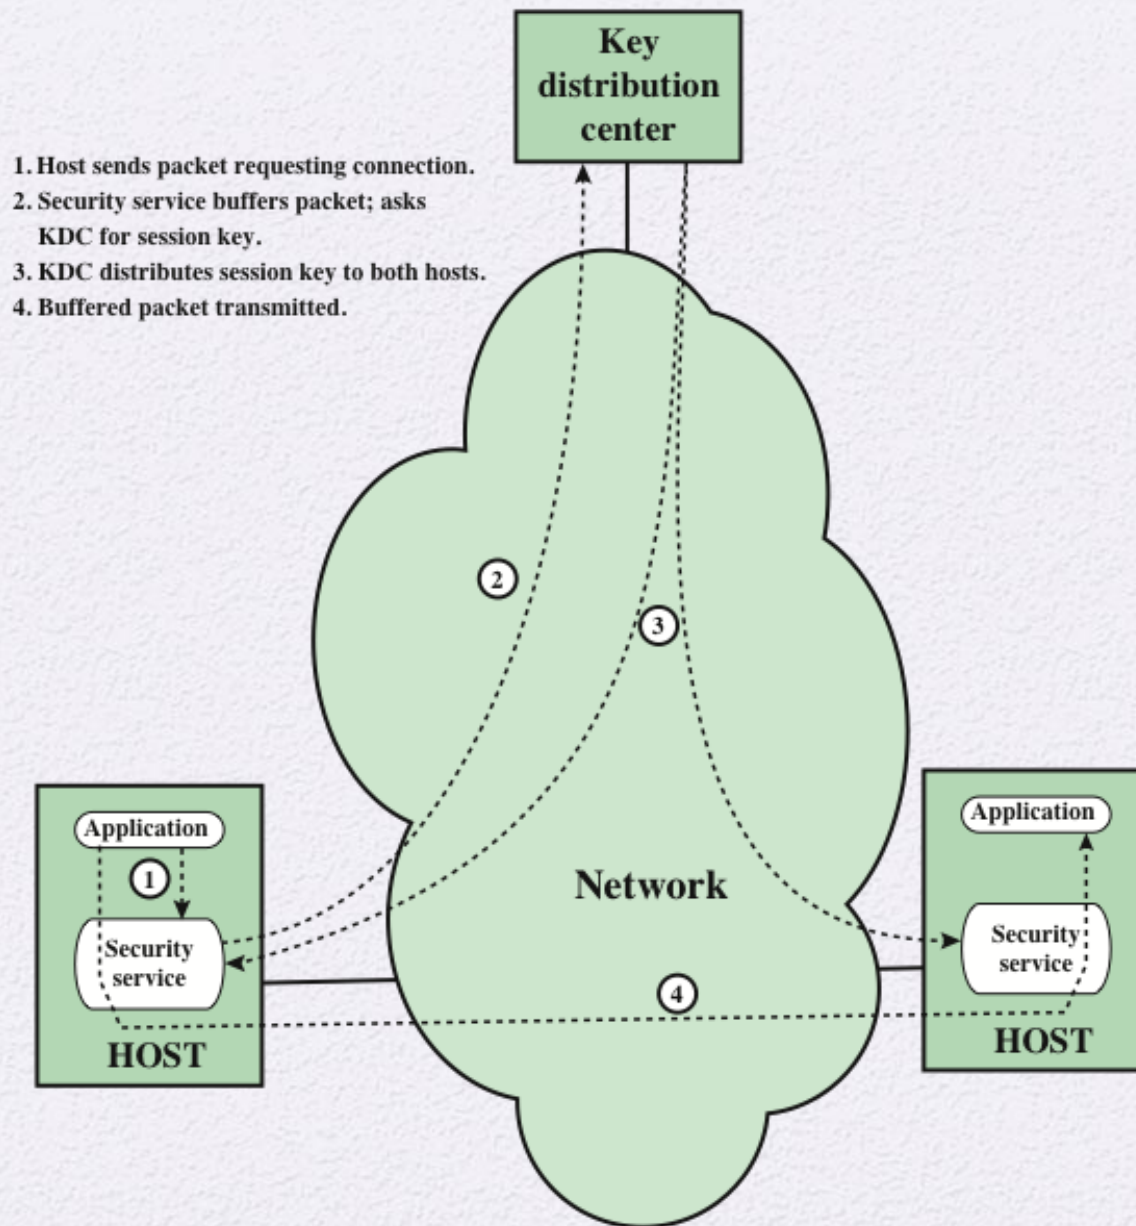 Key
distribution
center
1. Host sends packet requesting connection.
2. Security service buffers packet; asks
KDC for session key.
3. KDC distributes session key to both hosts.
4. Buffered packet transmitted.
2
3
Application
1
Security
service
HOST
Network
4
Application
Security
service
HOST